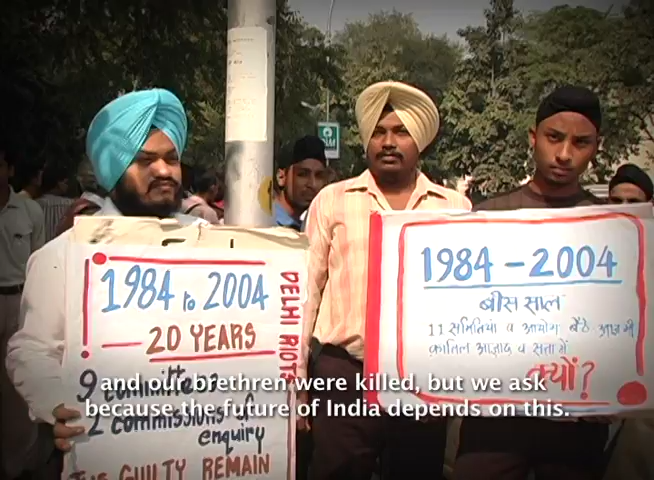 1984 to 2004
20 YEARS
DELHI RIOTS
9 committees
2 commissions of
enquiry
THE GUILTY REMAIN
1984 – 2004
बीस साल
11 समितियां व आयोग बैठे आज भी
क़ातिल आज़ाद व सत्ता में
क्यों?
and our brethren were killed, but we ask
because the future of India depends on this.